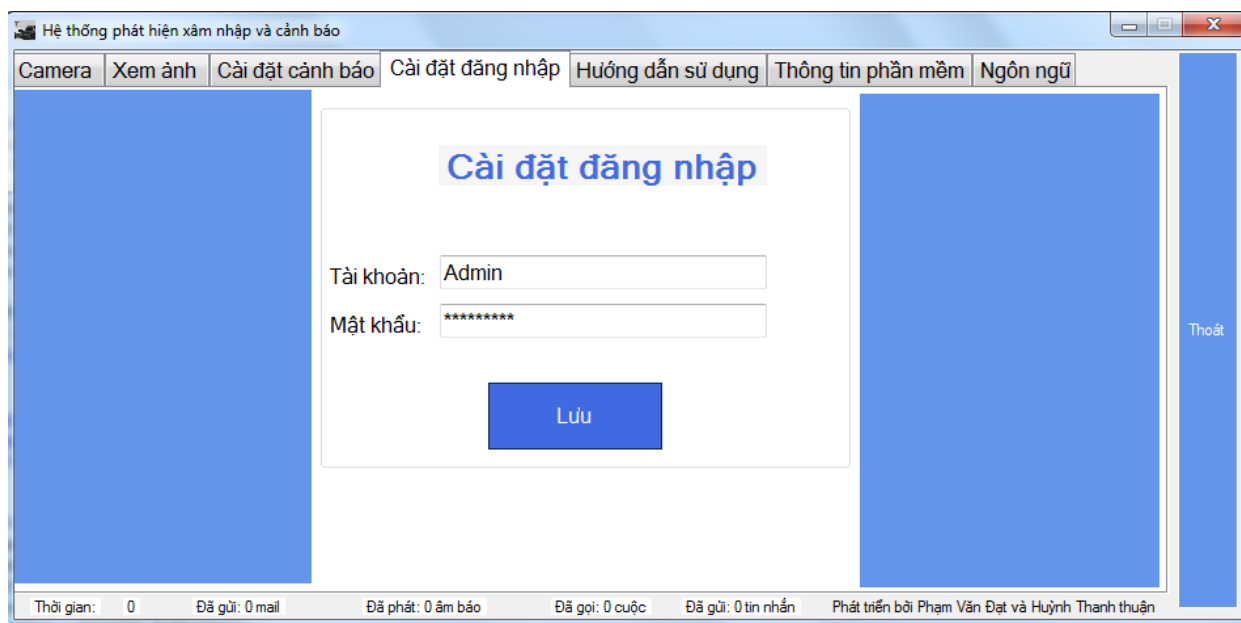 Hệ thống phát hiện xâm nhập và cảnh báo
Camera Xem ảnh Cài đặt cảnh báo Cài đặt đăng nhập Hướng dẫn sử dụng Thông tin phần mềm Ngôn ngữ
Cài đặt đăng nhập
Tài khoản: Admin
Mật khẩu: *********
Lưu
Thoát
Thời gian: 0 Đã gửi: 0 mail Đã phát: 0 âm báo Đã gọi: 0 cuộc Đã gửi: 0 tin nhắn Phát triển bởi Phạm Văn Đạt và Huỳnh Thanh thuận